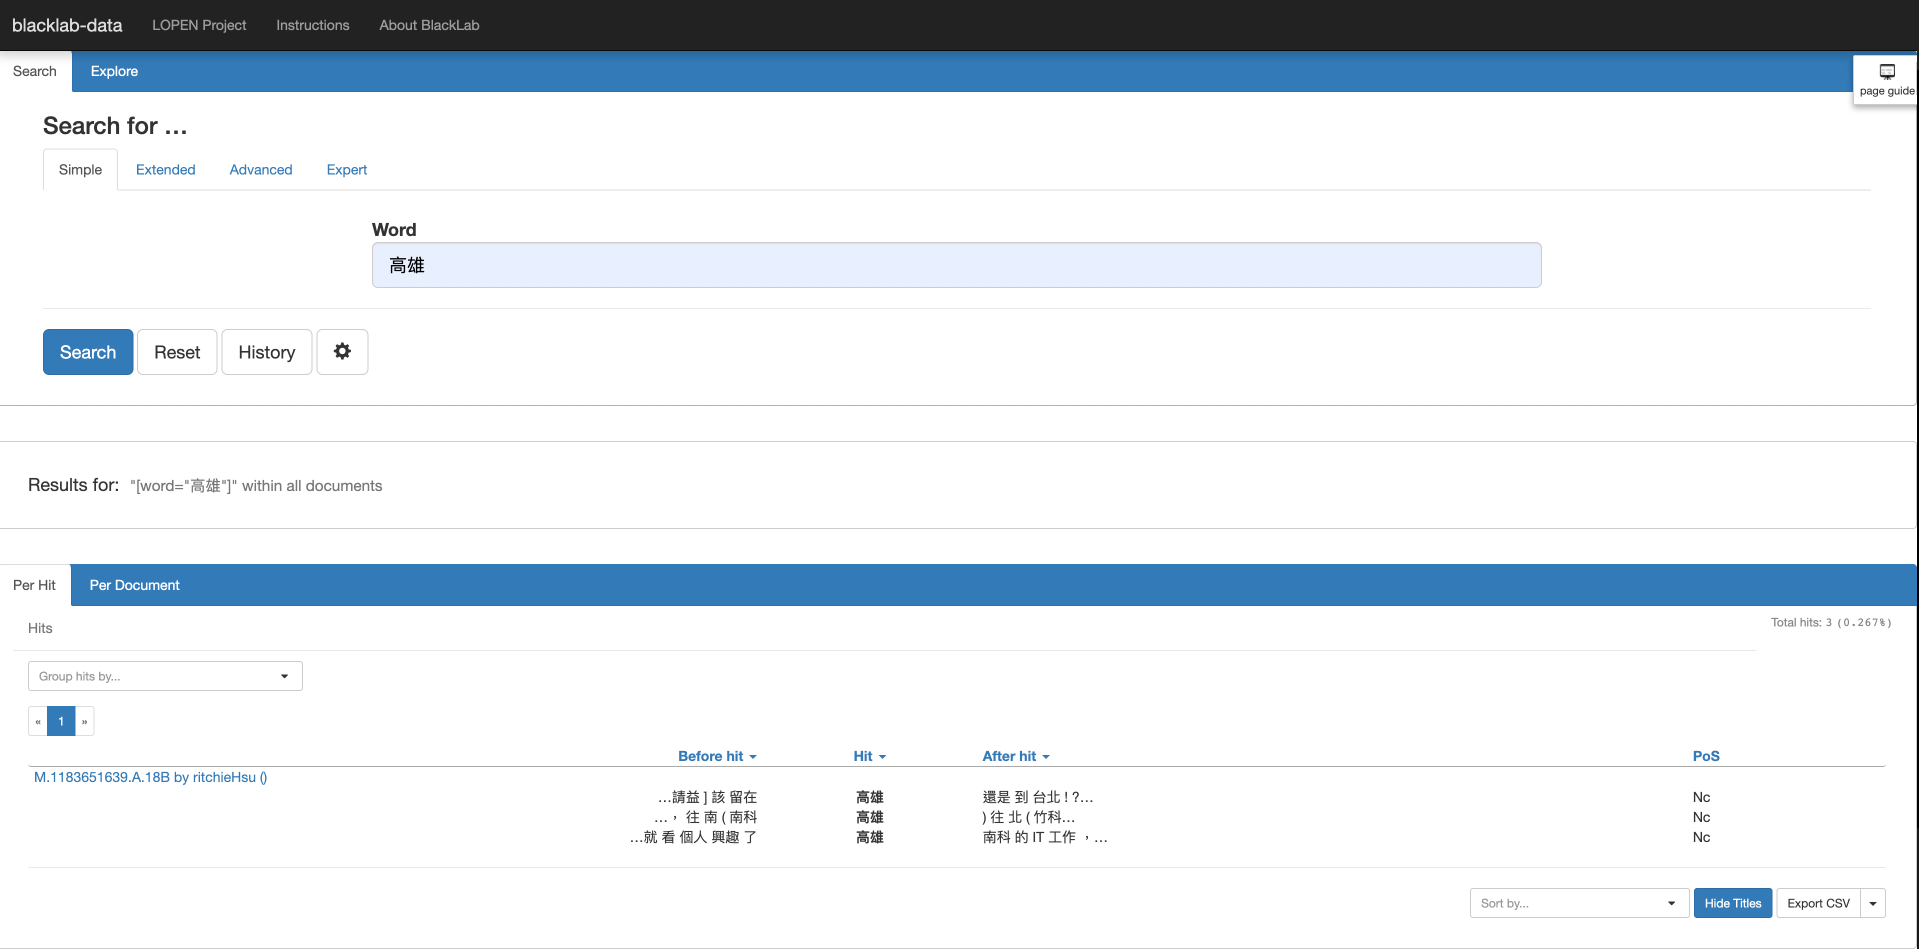 blacklab-data LOPEN Project Instructions About BlackLab
Search Explore
page guide
Search for ...
Simple Extended Advanced Expert
Word
高雄
Search Reset History
Results for: "[word="高雄"]" within all documents
Per Hit Per Document
Hits
Total hits: 3 (0.267%)
Group hits by...
« 1 »
Before hit Hit After hit PoS
M.1183651639.A.18B by ritchieHsu ()
…請益 ] 該 留在 高雄 還是 到 台北 ! ?… Nc
…， 往 南 ( 南科 高雄 ) 往 北 ( 竹科… Nc
…就 看 個人 興趣 了 高雄 南科 的 IT 工作 ，… Nc
Sort by... Hide Titles Export CSV